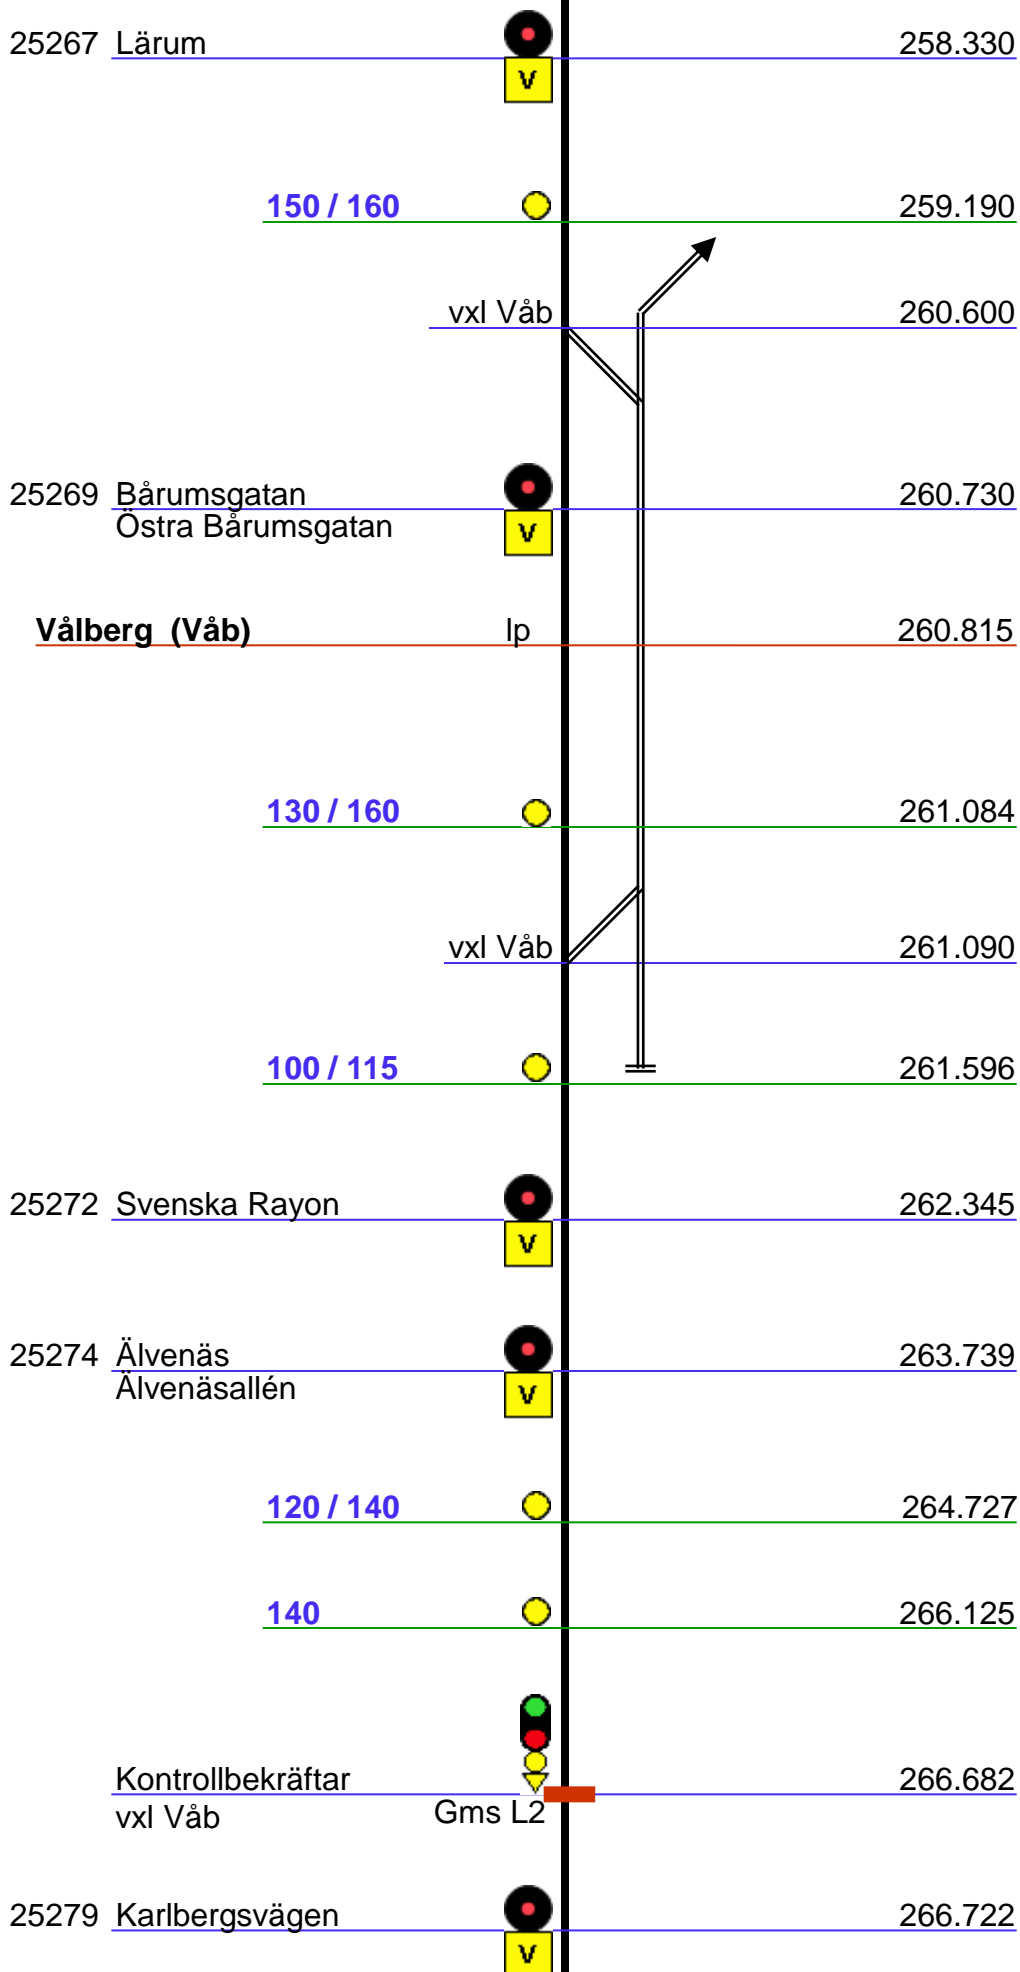 25267 Lärum 258.330
V
150 / 160 259.190
vxl Våb 260.600
25269 Bårumsgatan 260.730
Östra Bårumsgatan
V
Vålberg (Våb) lp 260.815
130 / 160 261.084
vxl Våb 261.090
100 / 115 261.596
25272 Svenska Rayon 262.345
V
25274 Älvenäs 263.739
Älvenäsallén
V
120 / 140 264.727
140 266.125
Kontrollbekräftar 266.682
vxl Våb Gms L2
25279 Karlbergsvägen 266.722
V